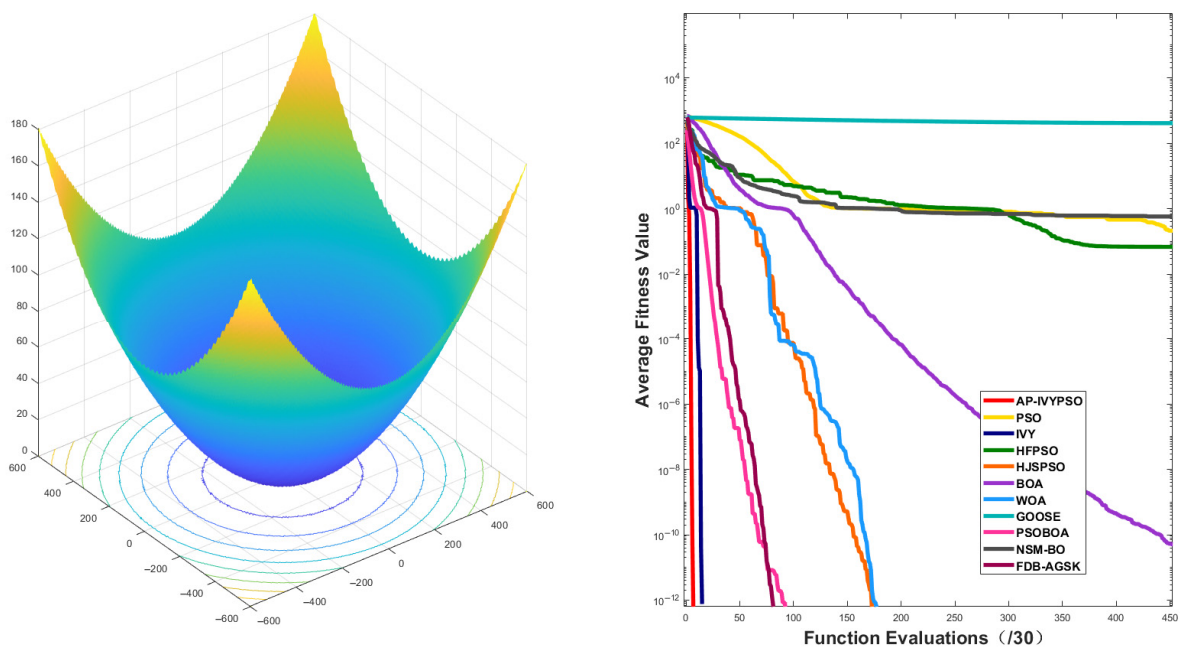 180
160
140
120
100
80
60
40
20
0
600
400
200
0
−200
−400
−600
−600
−400
−200
0
200
400
600
Average Fitness Value
10^4
10^2
10^0
10^-2
10^-4
10^-6
10^-8
10^-10
10^-12
0 50 100 150 200 250 300 350 400 450
Function Evaluations（/30）
AP-IVYPSO
PSO
IVY
HFPSO
HJSPSO
BOA
WOA
GOOSE
PSOBOA
NSM-BO
FDB-AGSK